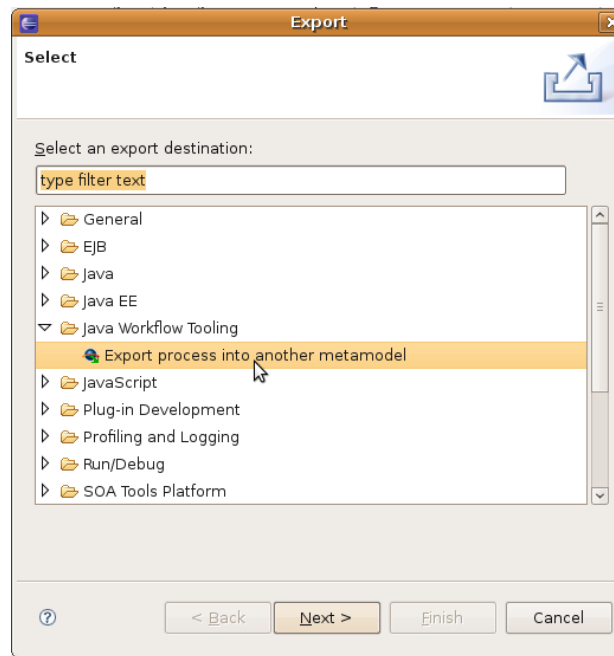 Export
Select
Select an export destination:
type filter text
General
EJB
Java
Java EE
Java Workflow Tooling
Export process into another metamodel
JavaScript
Plug-in Development
Profiling and Logging
Run/Debug
SOA Tools Platform
< Back Next > Finish Cancel